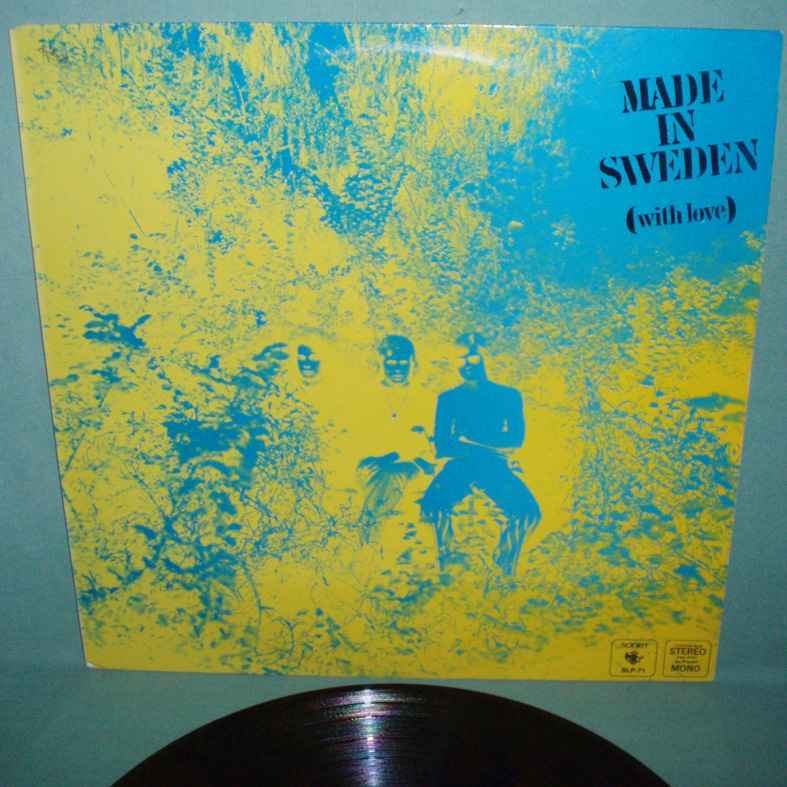 MADE
IN
SWEDEN
(with love)
SONET
SLP-71
STEREO
MONO